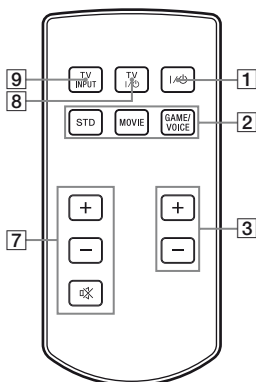 9 TV INPUT TV I/⏻ I/⏻ 1
8
STD MOVIE GAME/VOICE 2
+ +
7 − − 3